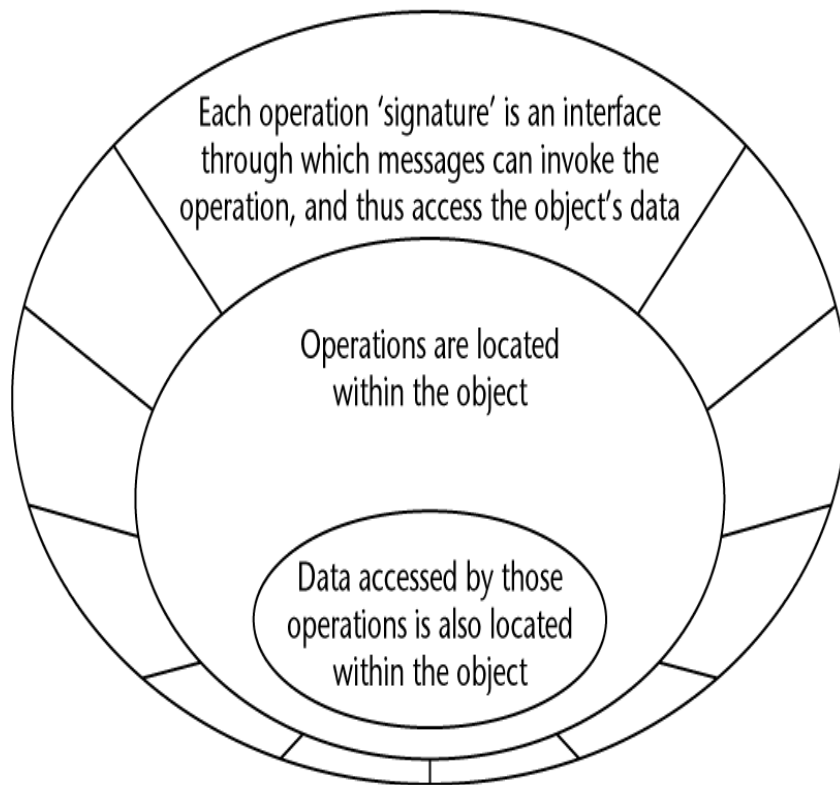 Each operation ‘signature’ is an interface
through which messages can invoke the
operation, and thus access the object’s data
Operations are located
within the object
Data accessed by those
operations is also located
within the object